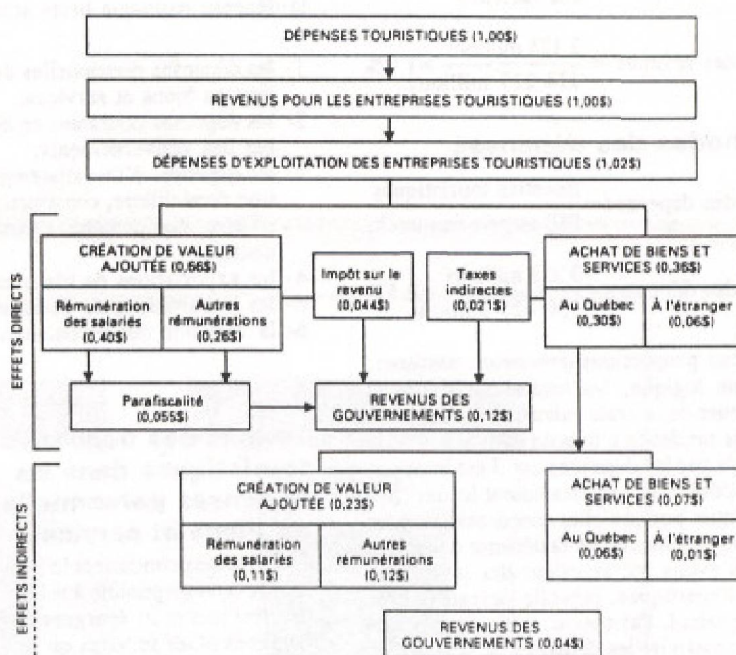 DÉPENSES TOURISTIQUES (1,00$)
REVENUS POUR LES ENTREPRISES TOURISTIQUES (1,00$)
DÉPENSES D'EXPLOITATION DES ENTREPRISES TOURISTIQUES (1,02$)
EFFETS DIRECTS
CRÉATION DE VALEUR
AJOUTÉE (0,66$)
Rémunération
des salariés
(0,40$)
Autres
rémunérations
(0,26$)
Impôt sur le
revenu
(0,044$)
Taxes
indirectes
(0,021$)
ACHAT DE BIENS ET
SERVICES (0,36$)
Au Québec
(0,30$)
À l'étranger
(0,06$)
Parafiscalité
(0,055$)
REVENUS DES
GOUVERNEMENTS (0,12$)
EFFETS INDIRECTS
CRÉATION DE VALEUR
AJOUTÉE (0,23$)
Rémunération
des salariés
(0,11$)
Autres
rémunérations
(0,12$)
ACHAT DE BIENS ET
SERVICES (0,07$)
Au Québec
(0,06$)
À l'étranger
(0,01$)
REVENUS DES
GOUVERNEMENTS (0,04$)